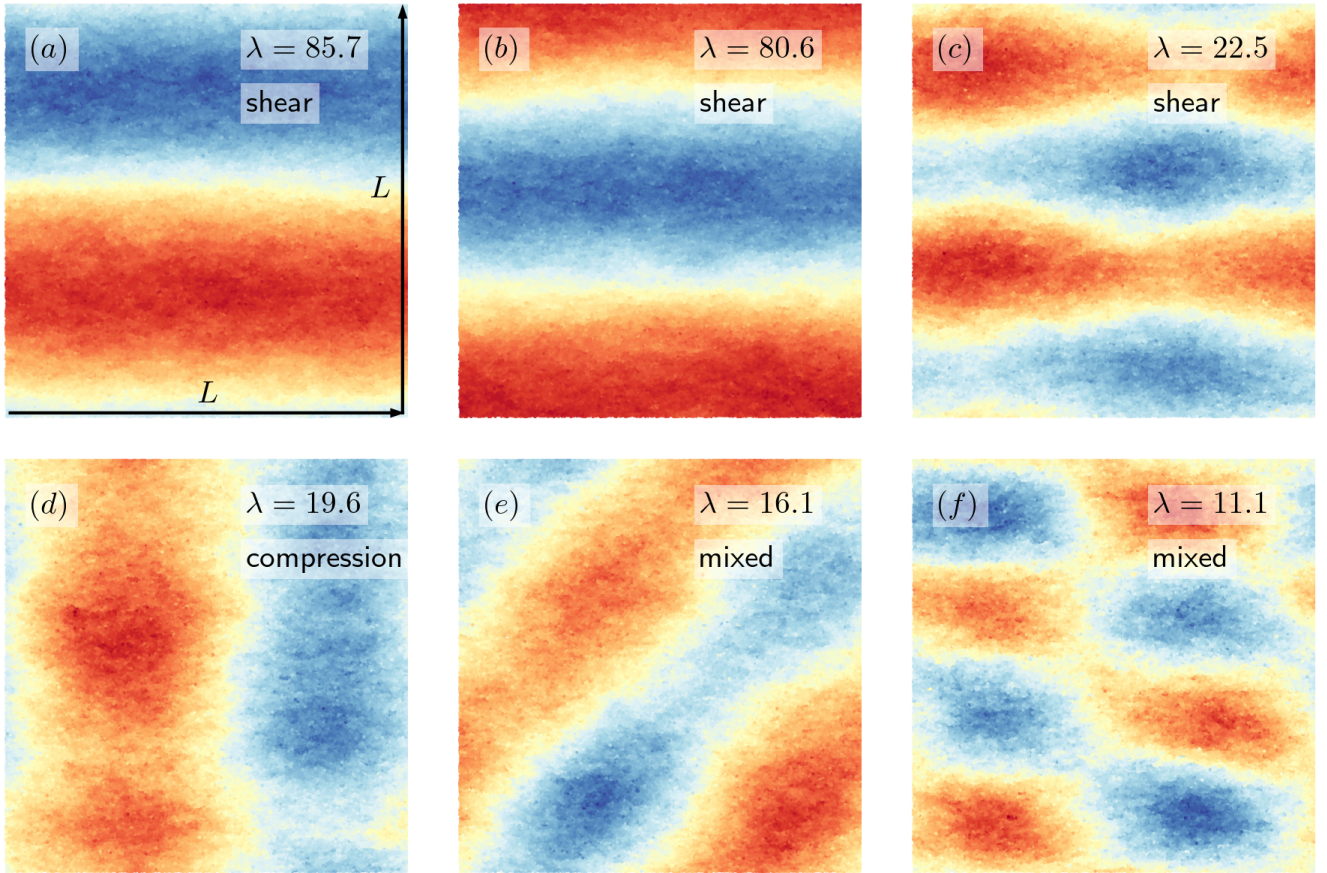 (a) λ = 85.7
shear
L
L
(b) λ = 80.6
shear
(c) λ = 22.5
shear
(d) λ = 19.6
compression
(e) λ = 16.1
mixed
(f) λ = 11.1
mixed